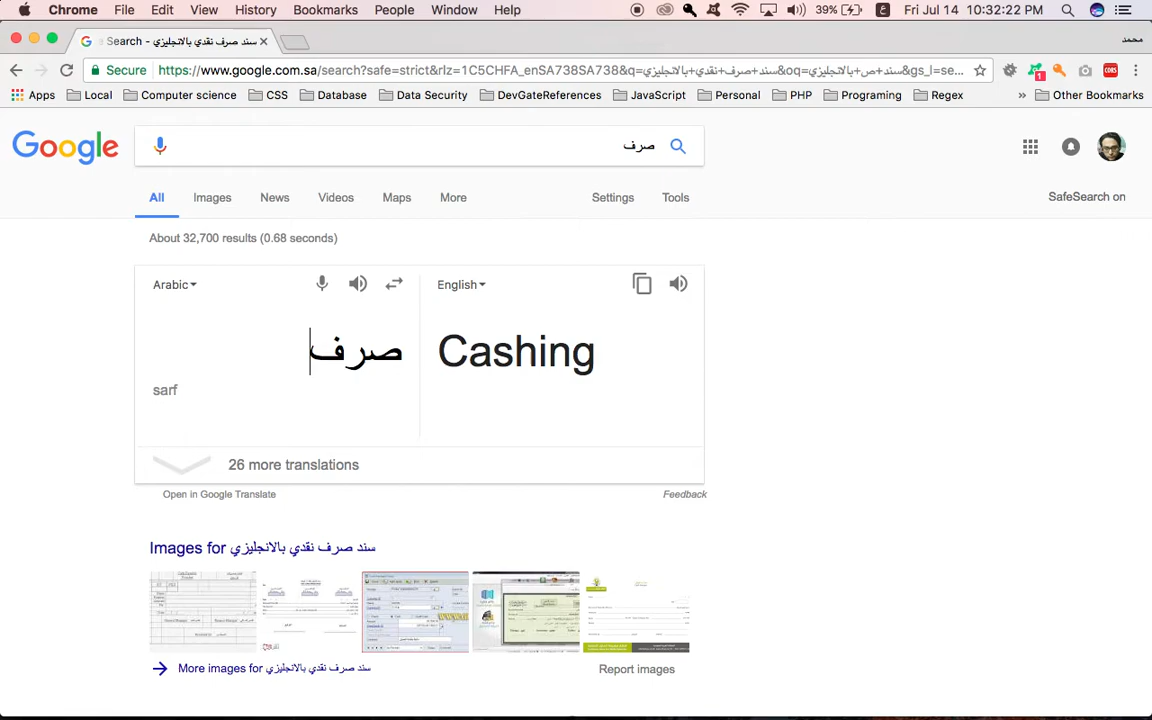 Chrome File Edit View History Bookmarks People Window Help 39% ع Fri Jul 14 10:32:22 PM
سند صرف نقدي بالانجليزي - Search
محمد
Secure https://www.google.com.sa/search?safe=strict&rlz=1C5CHFA_enSA738SA738&q=سند+صرف+نقدي+بالانجليزي&oq=سند+ص+بالانجليزي&gs_l=se...
Apps Local Computer science CSS Database Data Security DevGateReferences JavaScript Personal PHP Programing Regex » Other Bookmarks
Google
صرف
All Images News Videos Maps More Settings Tools
SafeSearch on
About 32,700 results (0.68 seconds)
Arabic English
صرف Cashing
sarf
26 more translations
Open in Google Translate Feedback
Images for سند صرف نقدي بالانجليزي
More images for سند صرف نقدي بالانجليزي Report images